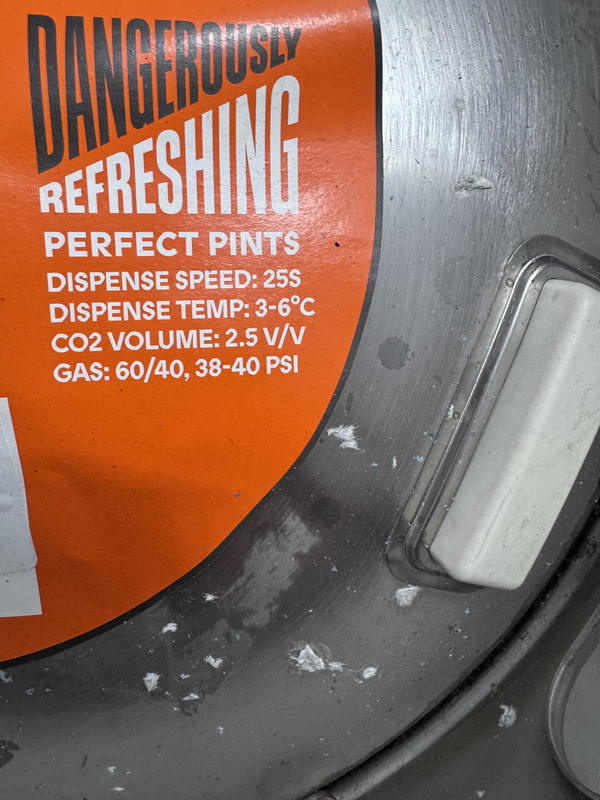 DANGEROUSLY
REFRESHING
PERFECT PINTS
DISPENSE SPEED: 25S
DISPENSE TEMP: 3-6°C
CO2 VOLUME: 2.5 V/V
GAS: 60/40, 38-40 PSI